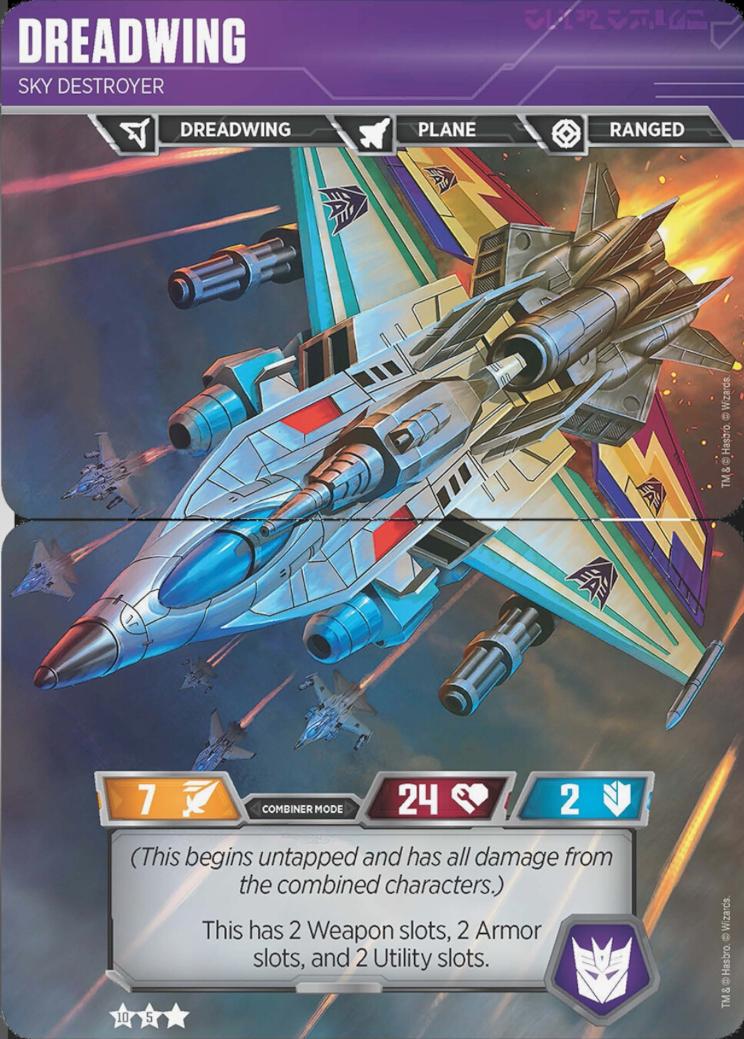 DREADWING
SKY DESTROYER
DREADWING PLANE RANGED
TM & © Hasbro. © Wizards.
7 COMBINER MODE 24 2
(This begins untapped and has all damage from
the combined characters.)
This has 2 Weapon slots, 2 Armor
slots, and 2 Utility slots.
TM & © Hasbro. © Wizards.
10 5